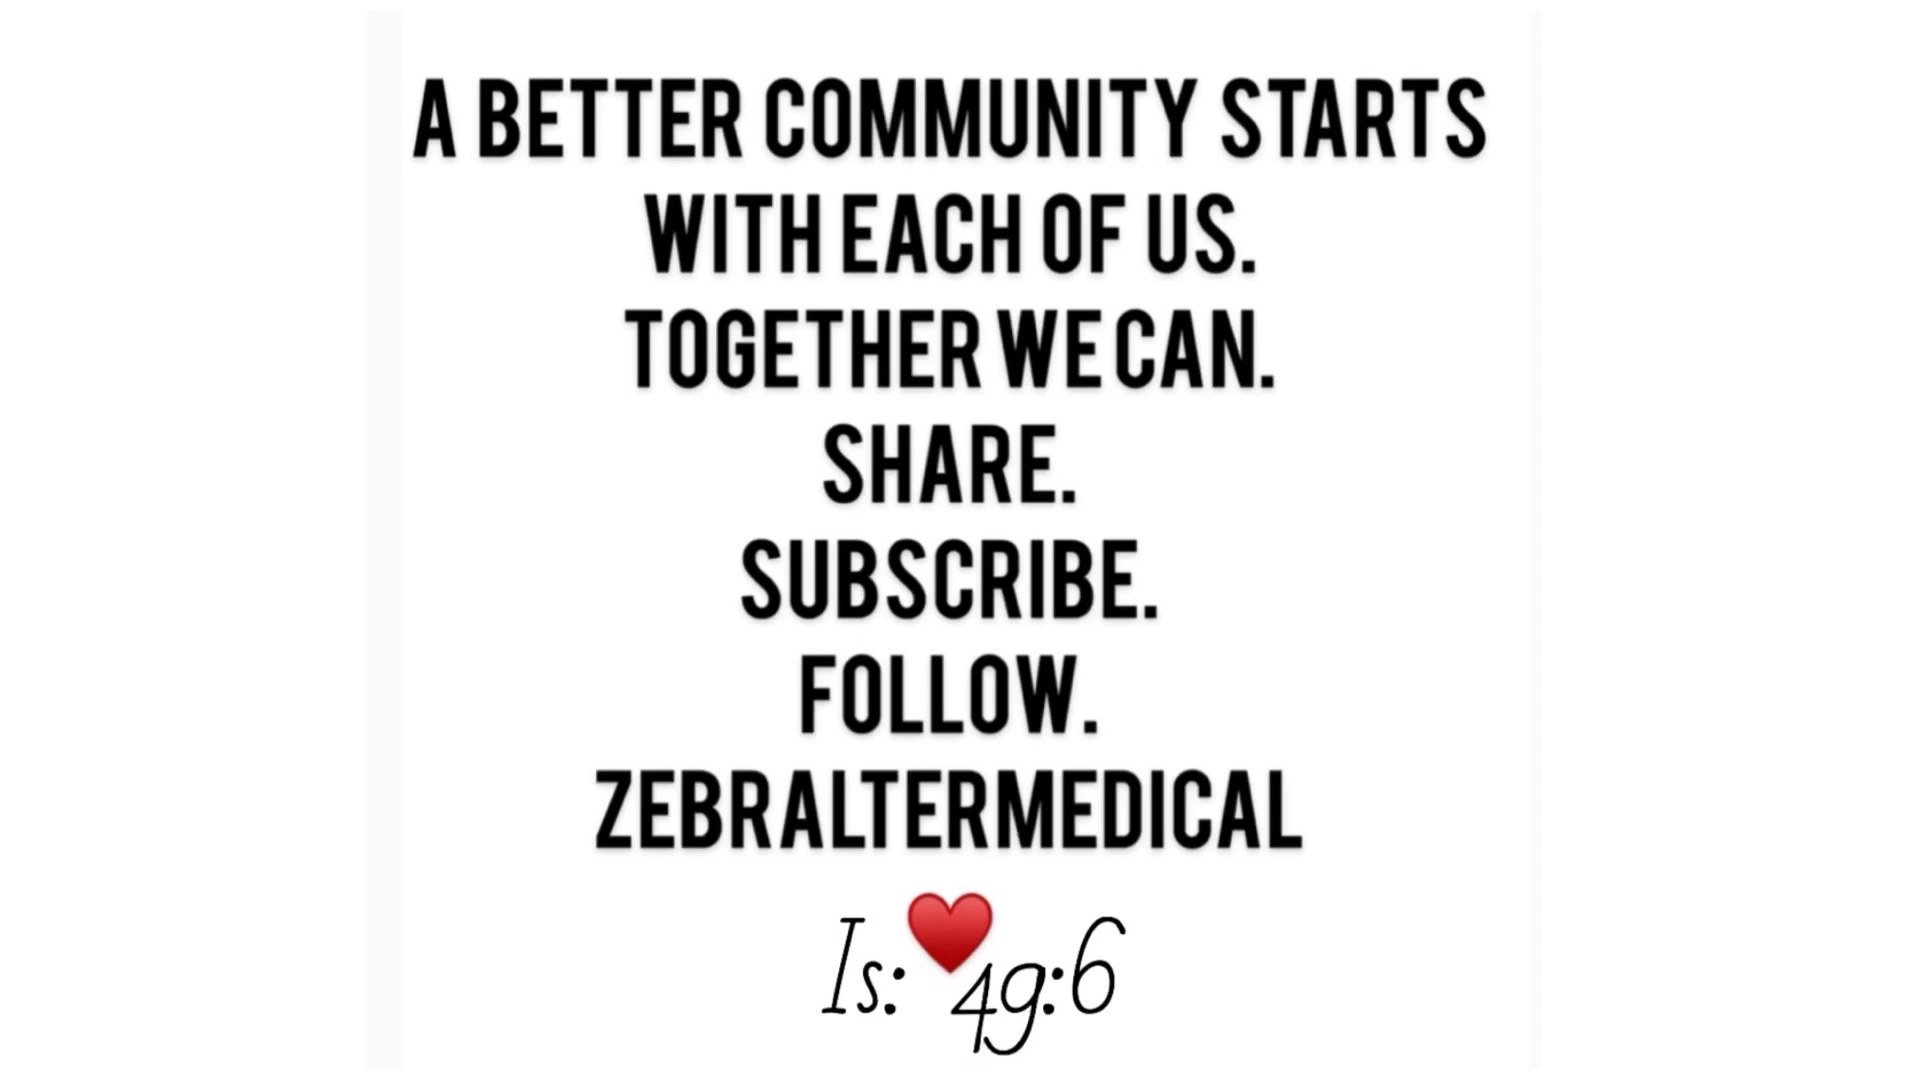 A BETTER COMMUNITY STARTS
WITH EACH OF US.
TOGETHER WE CAN.
SHARE.
SUBSCRIBE.
FOLLOW.
ZEBRALTERMEDICAL
Is: ♥49:6